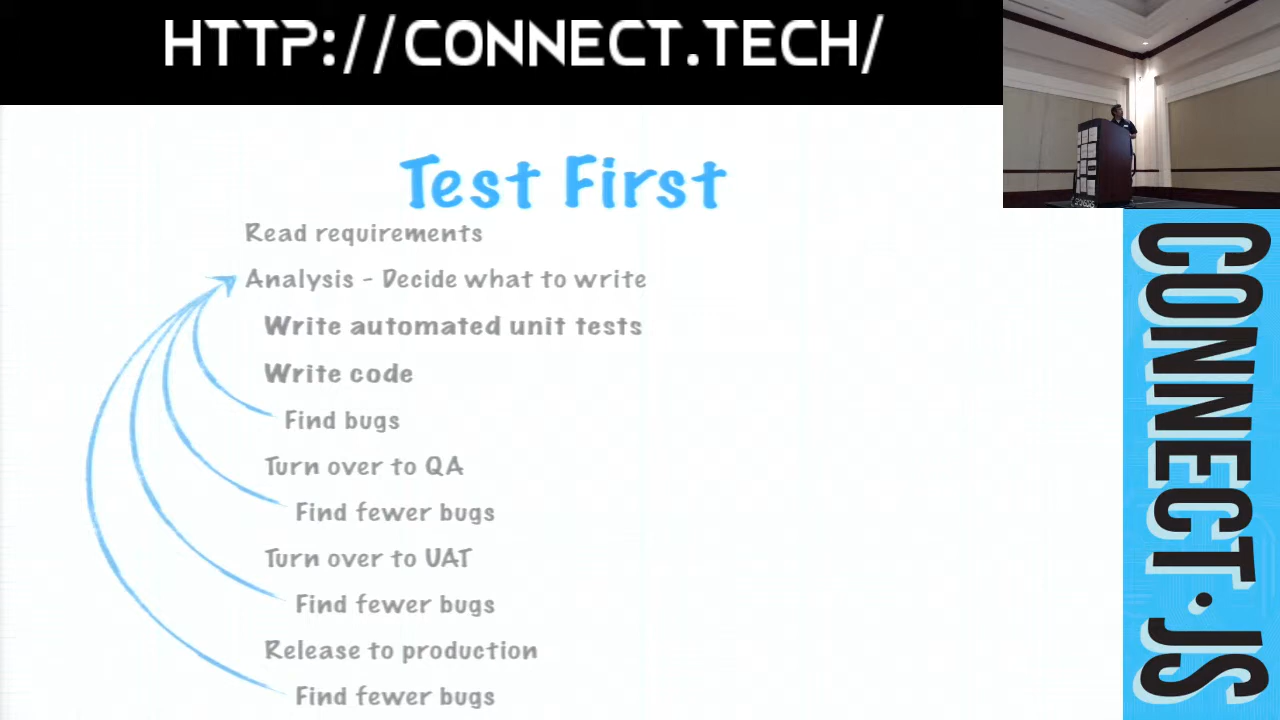 HTTP://CONNECT.TECH/
Test First
Read requirements
Analysis - Decide what to write
Write automated unit tests
Write code
Find bugs
Turn over to QA
Find fewer bugs
Turn over to UAT
Find fewer bugs
Release to production
Find fewer bugs
CONNECT·JS